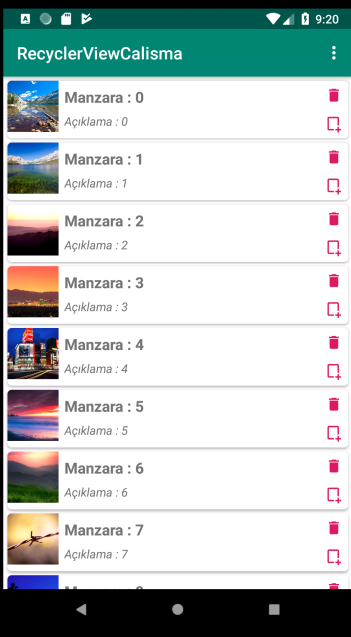 9:20
RecyclerViewCalisma
Manzara : 0
Açıklama : 0
Manzara : 1
Açıklama : 1
Manzara : 2
Açıklama : 2
Manzara : 3
Açıklama : 3
Manzara : 4
Açıklama : 4
Manzara : 5
Açıklama : 5
Manzara : 6
Açıklama : 6
Manzara : 7
Açıklama : 7